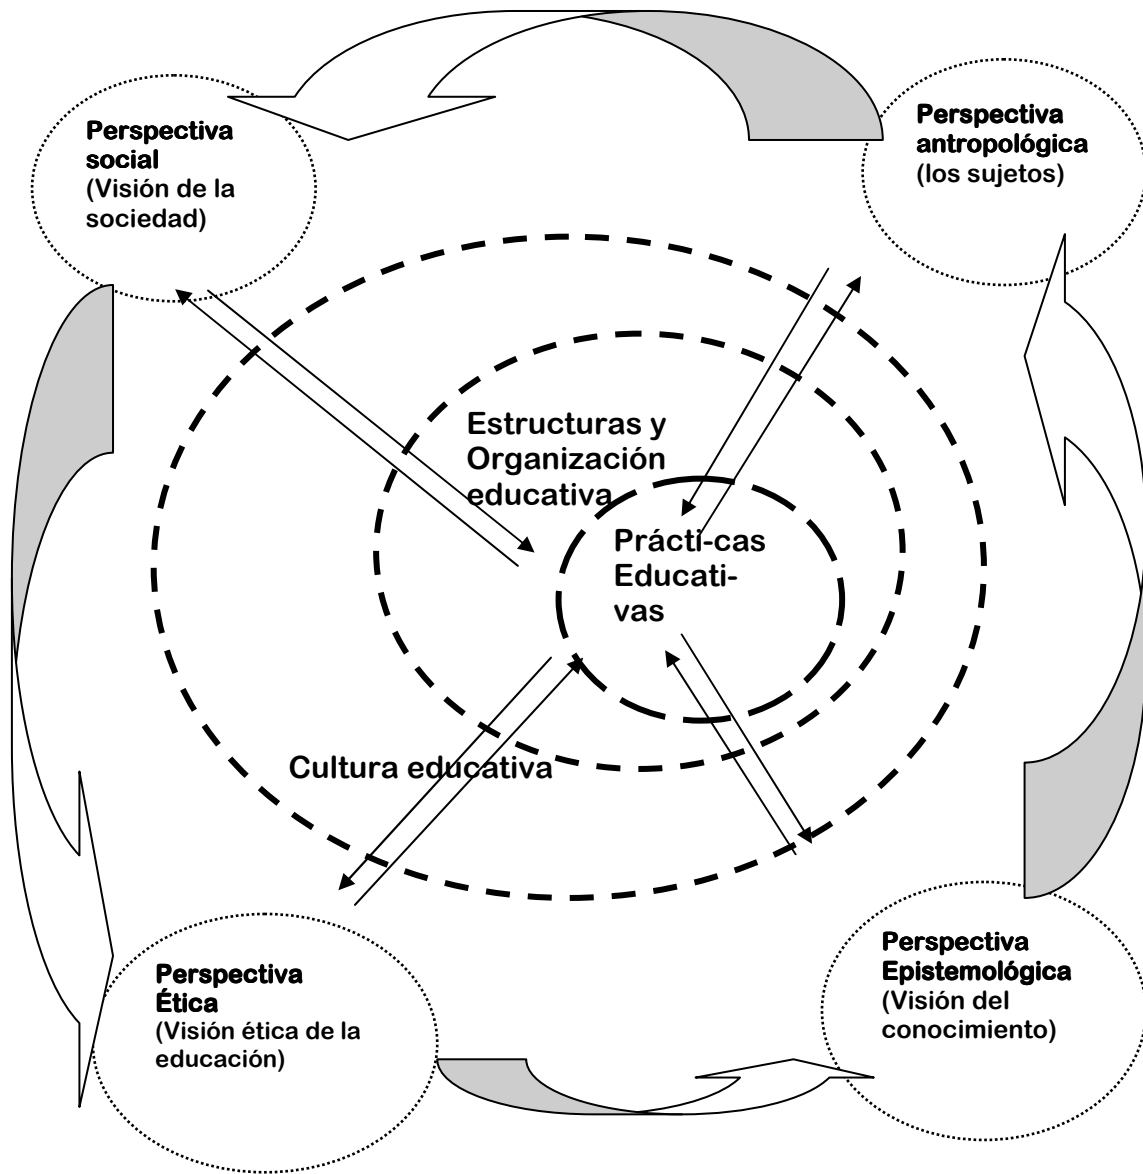 Perspectiva
social
(Visión de la
sociedad)
Perspectiva
antropológica
(los sujetos)
Estructuras y
Organización
educativa
Prácti-cas
Educati-
vas
Cultura educativa
Perspectiva
Ética
(Visión ética de la
educación)
Perspectiva
Epistemológica
(Visión del
conocimiento)